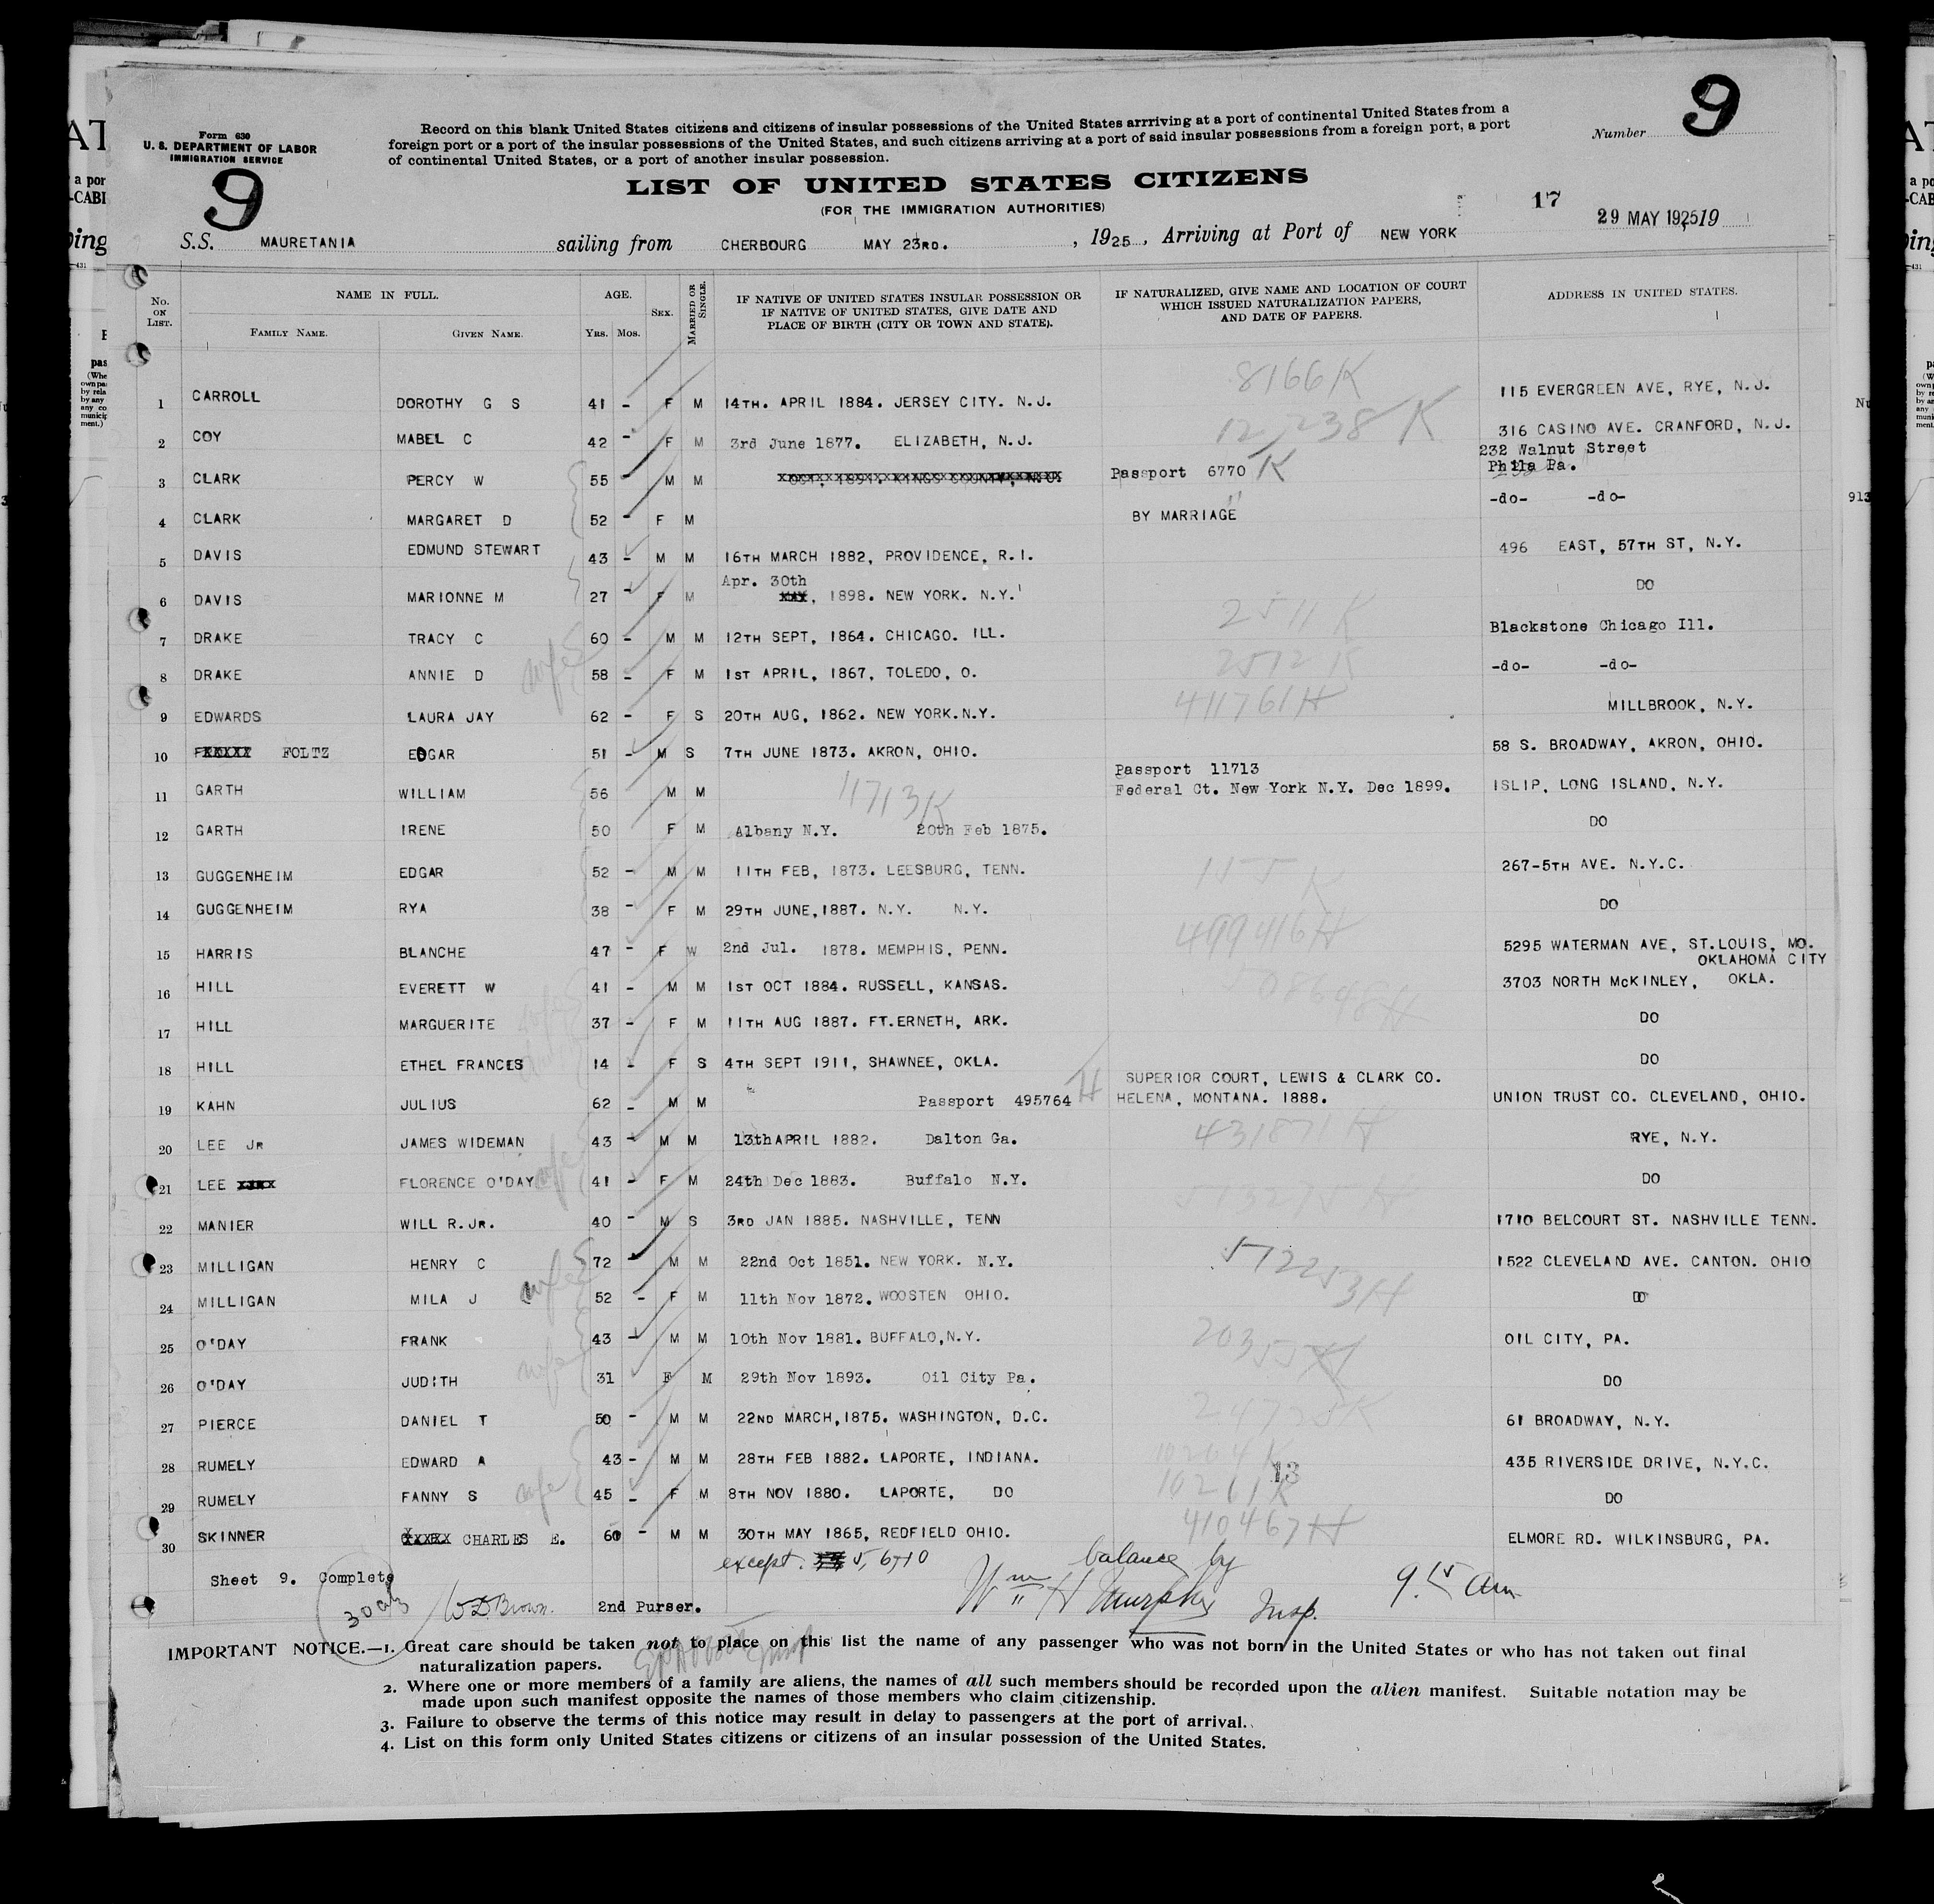 9
Form 630
U. S. DEPARTMENT OF LABOR
IMMIGRATION SERVICE
9
Record on this blank United States citizens and citizens of insular possessions of the United States arrriving at a port of continental United States from a
foreign port or a port of the insular possessions of the United States, and such citizens arriving at a port of said insular possessions from a foreign port, a port
of continental United States, or a port of another insular possession.
Number
LIST OF UNITED STATES CITIZENS
(FOR THE IMMIGRATION AUTHORITIES)
17
29 MAY 1925 19
S.S. MAURETANIA sailing from CHERBOURG MAY 23RD. , 1925 , Arriving at Port of NEW YORK
No. ON LIST. NAME IN FULL. FAMILY NAME. GIVEN NAME. AGE. YRS. MOS. SEX. MARRIED OR SINGLE. IF NATIVE OF UNITED STATES INSULAR POSSESSION OR IF NATIVE OF UNITED STATES, GIVE DATE AND PLACE OF BIRTH (CITY OR TOWN AND STATE). IF NATURALIZED, GIVE NAME AND LOCATION OF COURT WHICH ISSUED NATURALIZATION PAPERS, AND DATE OF PAPERS. ADDRESS IN UNITED STATES.
8166 K
1 CARROLL DOROTHY G S 41 - F M 14TH. APRIL 1884. JERSEY CITY. N.J. 115 EVERGREEN AVE, RYE, N.J.
2 COY MABEL C 42 - F M 3rd June 1877. ELIZABETH, N.J. 12238 K 316 CASINO AVE. CRANFORD, N.J.
232 Walnut Street
3 CLARK PERCY W 55 M M Passport 6770 K Phila Pa.
4 CLARK MARGARET D 52 - F M BY MARRIAGE -do- -do-
5 DAVIS EDMUND STEWART 43 - M M 16TH MARCH 1882, PROVIDENCE, R.I. 496 EAST, 57TH ST, N.Y.
Apr. 30th
6 DAVIS MARIONNE M 27 - F M MAY, 1898. NEW YORK. N.Y. DO
7 DRAKE TRACY C 60 - M M 12TH SEPT, 1864. CHICAGO. ILL. 2511 K Blackstone Chicago Ill.
8 DRAKE ANNIE D wife 58 - F M 1ST APRIL, 1867, TOLEDO, O. 2512 K -do- -do-
9 EDWARDS LAURA JAY 62 - F S 20TH AUG, 1862. NEW YORK.N.Y. 411761 H MILLBROOK, N.Y.
10 FOLTZ EDGAR 51 - M S 7TH JUNE 1873. AKRON, OHIO. 58 S. BROADWAY, AKRON, OHIO.
Passport 11713
11 GARTH WILLIAM 56 M M 11713 K Federal Ct. New York N.Y. Dec 1899. ISLIP, LONG ISLAND, N.Y.
12 GARTH IRENE 50 F M Albany N.Y. 20th Feb 1875. DO
13 GUGGENHEIM EDGAR 52 - M M 11TH FEB, 1873. LEESBURG, TENN. 267-5TH AVE. N.Y.C.
14 GUGGENHEIM RYA 38 - F M 29TH JUNE,1887. N.Y. N.Y. DO
15 HARRIS BLANCHE 47 - F W 2nd Jul. 1878. MEMPHIS, PENN. 499416 H 5295 WATERMAN AVE, ST.LOUIS, MO.
OKLAHOMA CITY
16 HILL EVERETT W 41 - M M 1ST OCT 1884. RUSSELL, KANSAS. 508648 H 3703 NORTH McKINLEY, OKLA.
17 HILL MARGUERITE 37 - F M 11TH AUG 1887. FT.ERNETH, ARK. DO
18 HILL ETHEL FRANCES 14 - F S 4TH SEPT 1911, SHAWNEE, OKLA. DO
SUPERIOR COURT, LEWIS & CLARK CO.
19 KAHN JULIUS 62 - M M Passport 495764 H HELENA, MONTANA. 1888. UNION TRUST CO. CLEVELAND, OHIO.
20 LEE JR JAMES WIDEMAN 43 - M M 13thAPRIL 1882. Dalton Ga. 431871 H RYE, N.Y.
21 LEE FLORENCE O'DAY wife 41 - F M 24th Dec 1883. Buffalo N.Y. DO
22 MANIER WILL R.JR. 40 - M S 3RD JAN 1885. NASHVILLE, TENN 1710 BELCOURT ST. NASHVILLE TENN.
23 MILLIGAN HENRY C 72 - M M 22nd Oct 1851. NEW YORK. N.Y. 572253 H 1522 CLEVELAND AVE. CANTON. OHIO
24 MILLIGAN MILA J wife 52 - F M 11th Nov 1872. WOOSTEN OHIO. DO
25 O'DAY FRANK 43 - M M 10th Nov 1881. BUFFALO,N.Y. OIL CITY, PA.
26 O'DAY JUDITH wife 31 F M 29th Nov 1893. Oil City Pa. DO
27 PIERCE DANIEL T 50 - M M 22ND MARCH,1875. WASHINGTON, D.C. 61 BROADWAY, N.Y.
28 RUMELY EDWARD A 43 - M M 28TH FEB 1882. LAPORTE, INDIANA. 10264 K 435 RIVERSIDE DRIVE, N.Y.C.
13
29 RUMELY FANNY S wife 45 - F M 8TH NOV 1880. LAPORTE, DO 10261 K DO
30 SKINNER CHARLES E. 60 - M M 30TH MAY 1865, REDFIELD OHIO. 410467 H ELMORE RD. WILKINSBURG, PA.
except 5, 6, 10 balance by
Sheet 9. Complete
W D Brown. 2nd Purser. Wm H Murphy Insp. 9.15 am
IMPORTANT NOTICE.—1. Great care should be taken not to place on this list the name of any passenger who was not born in the United States or who has not taken out final
naturalization papers.
2. Where one or more members of a family are aliens, the names of all such members should be recorded upon the alien manifest. Suitable notation may be
made upon such manifest opposite the names of those members who claim citizenship.
3. Failure to observe the terms of this notice may result in delay to passengers at the port of arrival.
4. List on this form only United States citizens or citizens of an insular possession of the United States.